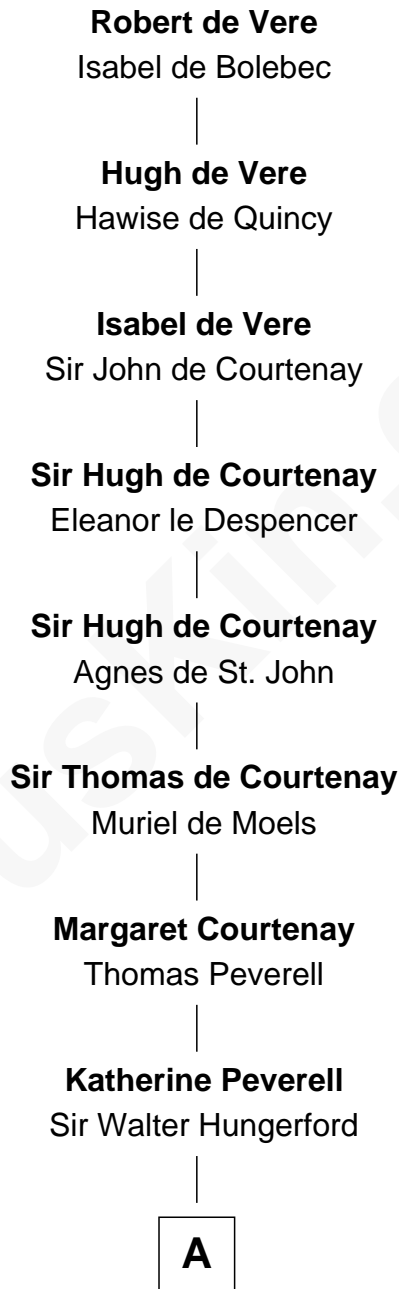 Robert de Vere
Isabel de Bolebec
Hugh de Vere
Hawise de Quincy
Isabel de Vere
Sir John de Courtenay
Sir Hugh de Courtenay
Eleanor le Despencer
Sir Hugh de Courtenay
Agnes de St. John
Sir Thomas de Courtenay
Muriel de Moels
Margaret Courtenay
Thomas Peverell
Katherine Peverell
Sir Walter Hungerford
A